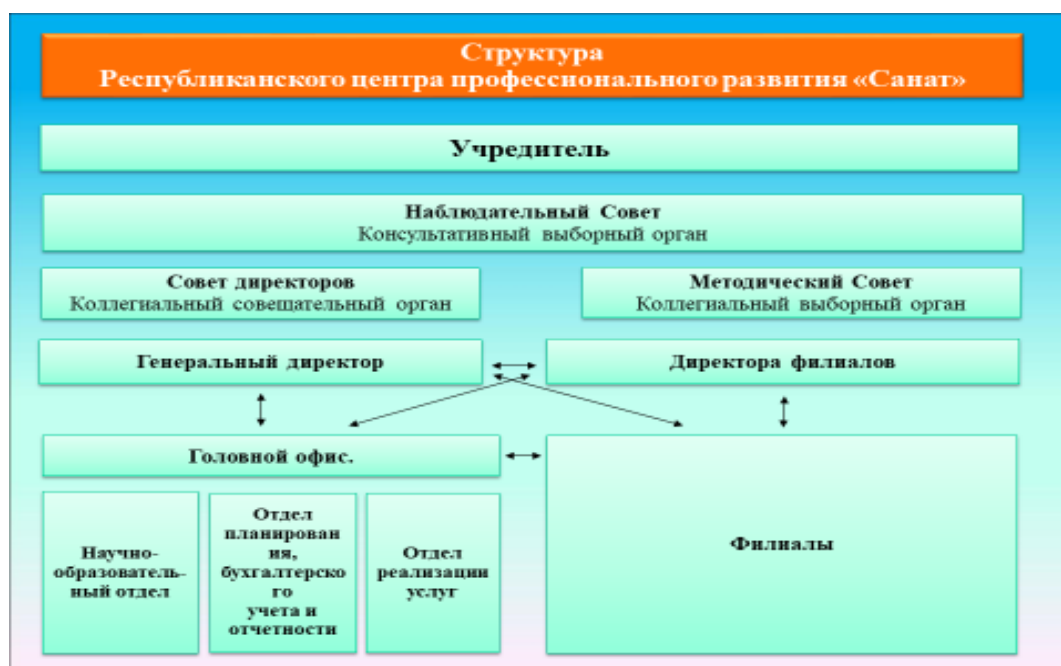 Структура
Республиканского центра профессионального развития «Санат»
Учредитель
Наблюдательный Совет
Консультативный выборный орган
Совет директоров
Коллегиальный совещательный орган
Методический Совет
Коллегиальный выборный орган
Генеральный директор
Директора филиалов
Головной офис.
Научно-
образователь-
ный отдел
Отдел
планирован
ия,
бухгалтерско
го
учета и
отчетности
Отдел
реализации
услуг
Филиалы